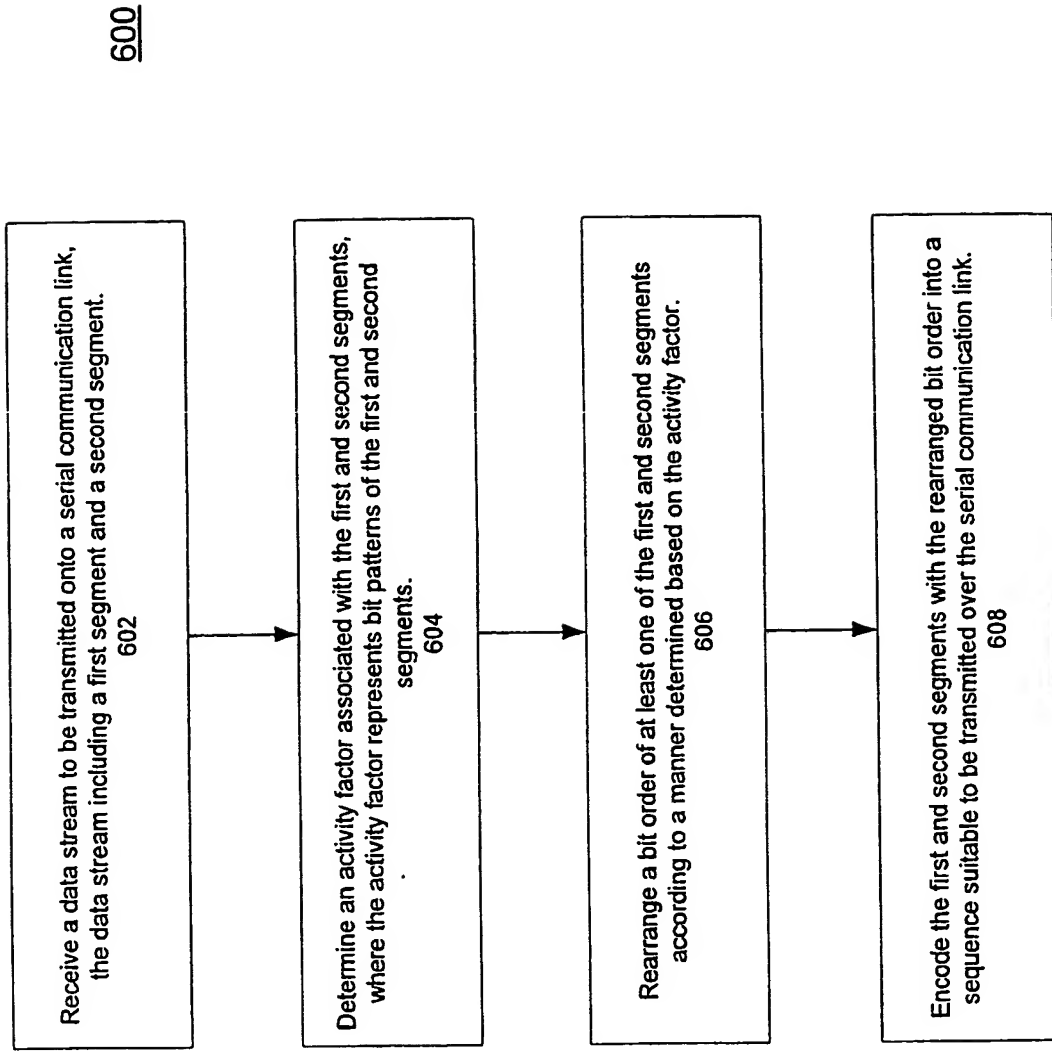 600
Receive a data stream to be transmitted onto a serial communication link,
the data stream including a first segment and a second segment.
602
Determine an activity factor associated with the first and second segments,
where the activity factor represents bit patterns of the first and second
segments.
604
Rearrange a bit order of at least one of the first and second segments
according to a manner determined based on the activity factor.
606
Encode the first and second segments with the rearranged bit order into a
sequence suitable to be transmitted over the serial communication link.
608